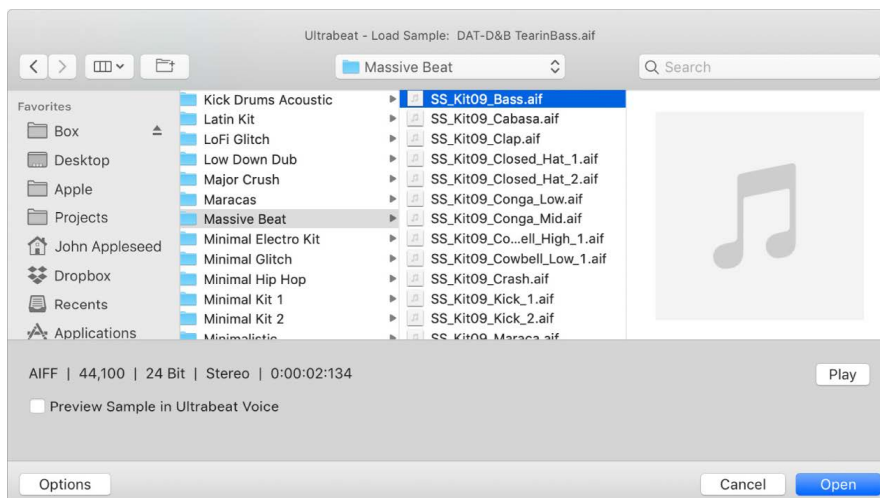 Ultrabeat - Load Sample: DAT-D&B TearinBass.aif
Massive Beat
Search
Favorites
Box
Desktop
Apple
Projects
John Appleseed
Dropbox
Recents
Applications
Kick Drums Acoustic
Latin Kit
LoFi Glitch
Low Down Dub
Major Crush
Maracas
Massive Beat
Minimal Electro Kit
Minimal Glitch
Minimal Hip Hop
Minimal Kit 1
Minimal Kit 2
Minimalistic
SS_Kit09_Bass.aif
SS_Kit09_Cabasa.aif
SS_Kit09_Clap.aif
SS_Kit09_Closed_Hat_1.aif
SS_Kit09_Closed_Hat_2.aif
SS_Kit09_Conga_Low.aif
SS_Kit09_Conga_Mid.aif
SS_Kit09_Co...ell_High_1.aif
SS_Kit09_Cowbell_Low_1.aif
SS_Kit09_Crash.aif
SS_Kit09_Kick_1.aif
SS_Kit09_Kick_2.aif
SS_Kit09_Maraca.aif
AIFF | 44,100 | 24 Bit | Stereo | 0:00:02:134
Play
Preview Sample in Ultrabeat Voice
Options
Cancel
Open